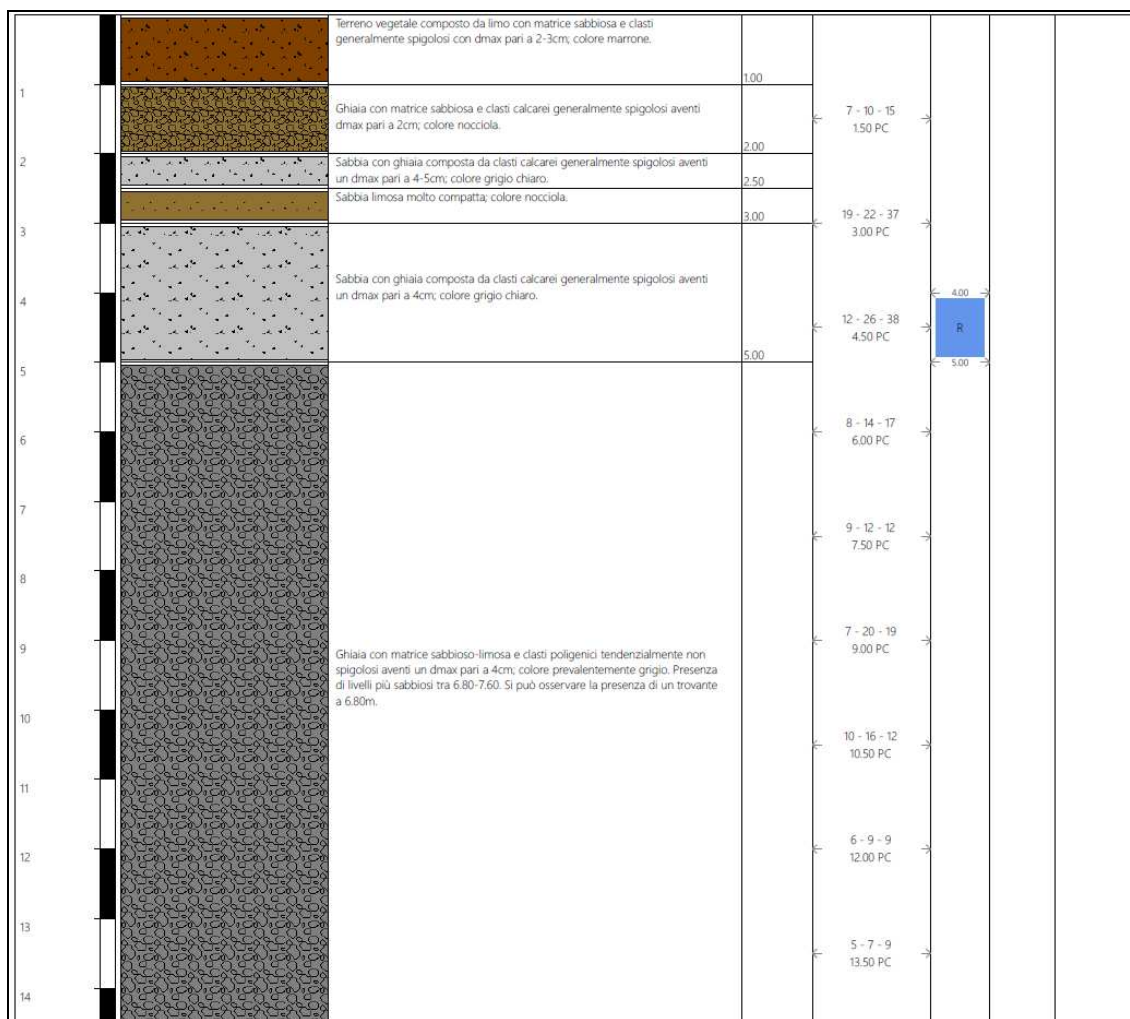 Terreno vegetale composto da limo con matrice sabbiosa e clasti
generalmente spigolosi con dmax pari a 2-3cm; colore marrone.
1.00
1
Ghiaia con matrice sabbiosa e clasti calcarei generalmente spigolosi aventi
dmax pari a 2cm; colore nocciola.
7 - 10 - 15
1.50 PC
2.00
2
Sabbia con ghiaia composta da clasti calcarei generalmente spigolosi aventi
un dmax pari a 4-5cm; colore grigio chiaro.
2.50
Sabbia limosa molto compatta; colore nocciola.
3.00
19 - 22 - 37
3.00 PC
3
Sabbia con ghiaia composta da clasti calcarei generalmente spigolosi aventi
un dmax pari a 4cm; colore grigio chiaro.
4.00
4
12 - 26 - 38
4.50 PC
R
5.00
5.00
5
8 - 14 - 17
6.00 PC
6
7
9 - 12 - 12
7.50 PC
8
7 - 20 - 19
9.00 PC
9
Ghiaia con matrice sabbioso-limosa e clasti poligenici tendenzialmente non
spigolosi aventi un dmax pari a 4cm; colore prevalentemente grigio. Presenza
di livelli più sabbiosi tra 6.80-7.60. Si può osservare la presenza di un trovante
a 6.80m.
10
10 - 16 - 12
10.50 PC
11
6 - 9 - 9
12.00 PC
12
13
5 - 7 - 9
13.50 PC
14